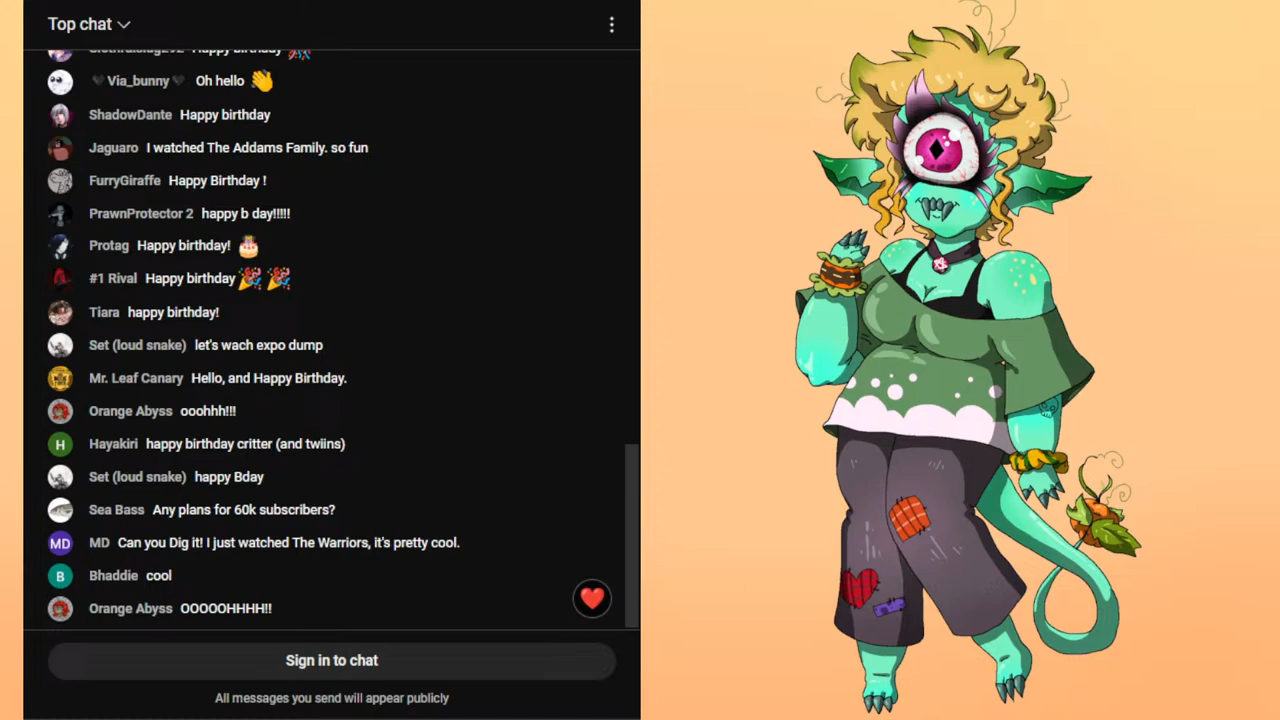 Top chat
Happy birthday
Via_bunny Oh hello
ShadowDante Happy birthday
Jaguaro I watched The Addams Family. so fun
FurryGiraffe Happy Birthday !
PrawnProtector 2 happy b day!!!!!
Protag Happy birthday!
#1 Rival Happy birthday
Tiara happy birthday!
Set (loud snake) let's wach expo dump
Mr. Leaf Canary Hello, and Happy Birthday.
Orange Abyss ooohhh!!!
H Hayakiri happy birthday critter (and twiins)
Set (loud snake) happy Bday
Sea Bass Any plans for 60k subscribers?
MD MD Can you Dig it! I just watched The Warriors, it's pretty cool.
B Bhaddie cool
Orange Abyss OOOOOHHHH!!
Sign in to chat
All messages you send will appear publicly